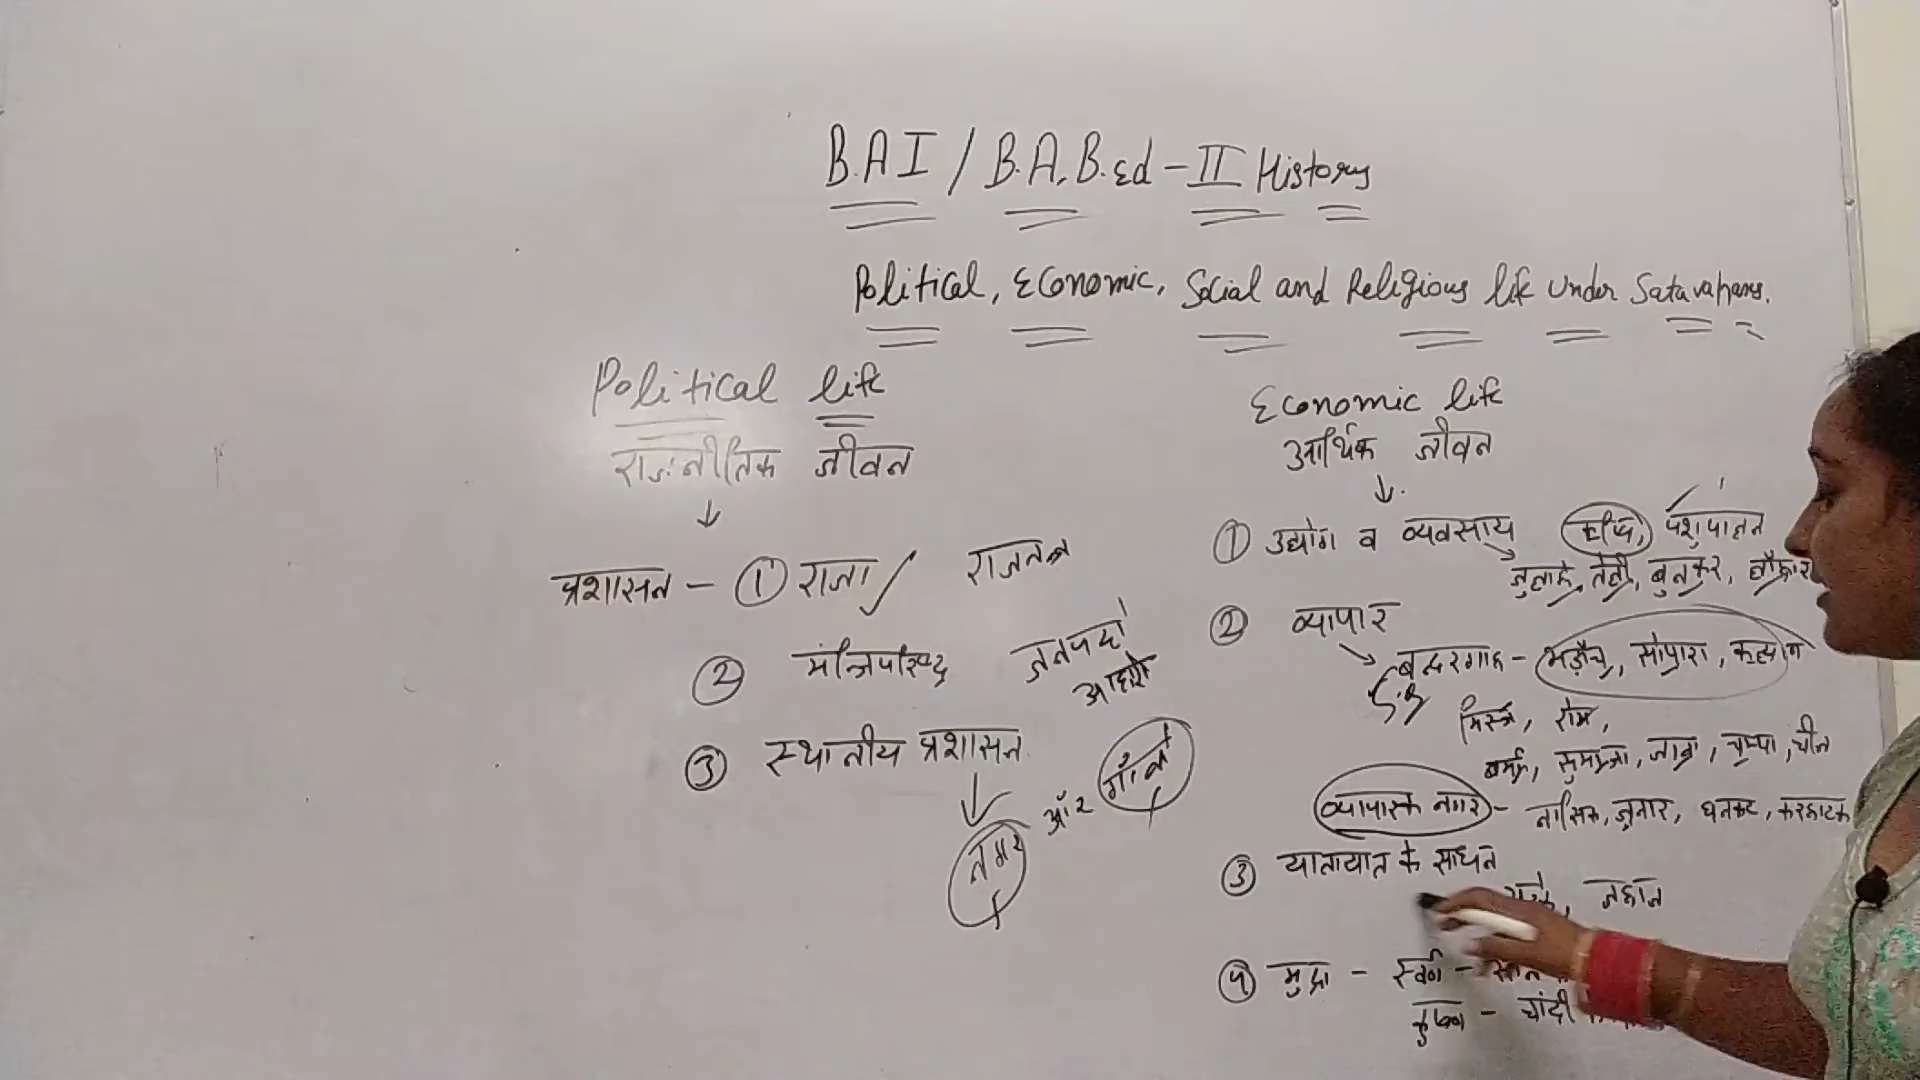 B.A I / B.A. B.Ed - II History
Political, Economic, Social and Religious life under Satavahans.
Political life
राजनीतिक जीवन
↓
प्रशासन - ① राजा / राजतन्त्र
② मंत्रिपरिषद् जनपदो
आहारो
③ स्थानीय प्रशासन
↓
नगर और गाँवो
Economic life
आर्थिक जीवन
↓
① उद्योग व व्यवसाय कृषि, पशुपालन
जुलाहे, तेली, बुनकर, लौहार
② व्यापार
→ बन्दरगाह - भड़ौच, सोपारा, कल्याण
मिस्त्र, रोम,
बर्मा, सुमात्रा, जावा, चम्पा, चीन
व्यापारिक नगर - नासिक, जुनार, धनकट, करहाटक
③ यातायात के साधन
जहाज
④ मुद्रा - स्वर्ण -
कुषण - चांदी